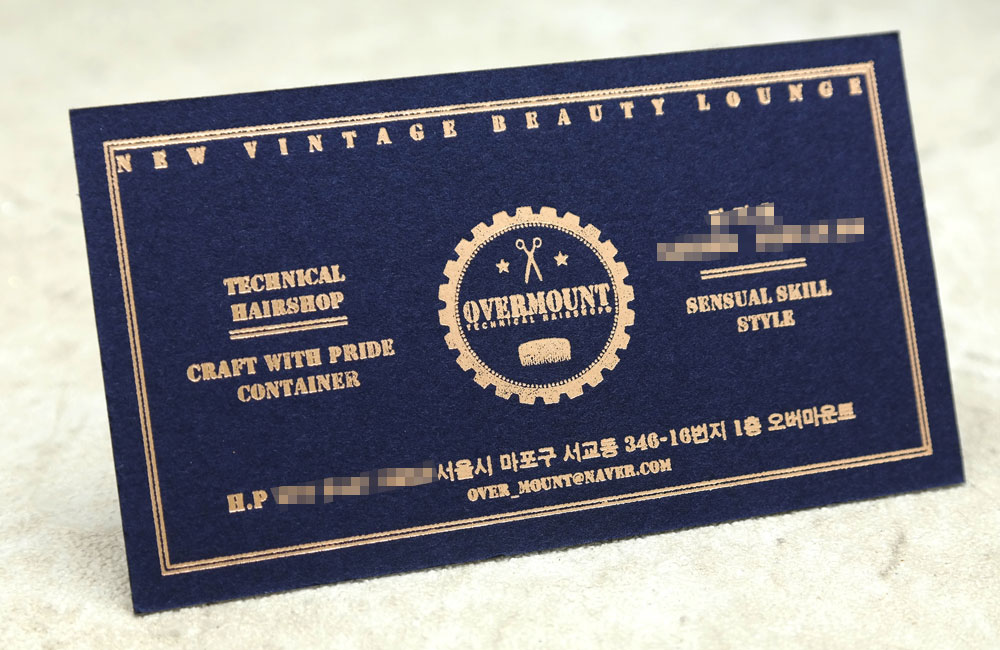 NEW VINTAGE BEAUTY LOUNGE
TECHNICAL
HAIRSHOP
CRAFT WITH PRIDE
CONTAINER
OVERMOUNT
TECHNICAL HAIRSHOP
SENSUAL SKILL
STYLE
H.P
서울시 마포구 서교동 346-16번지 1층 오버마운트
OVER_MOUNT@NAVER.COM